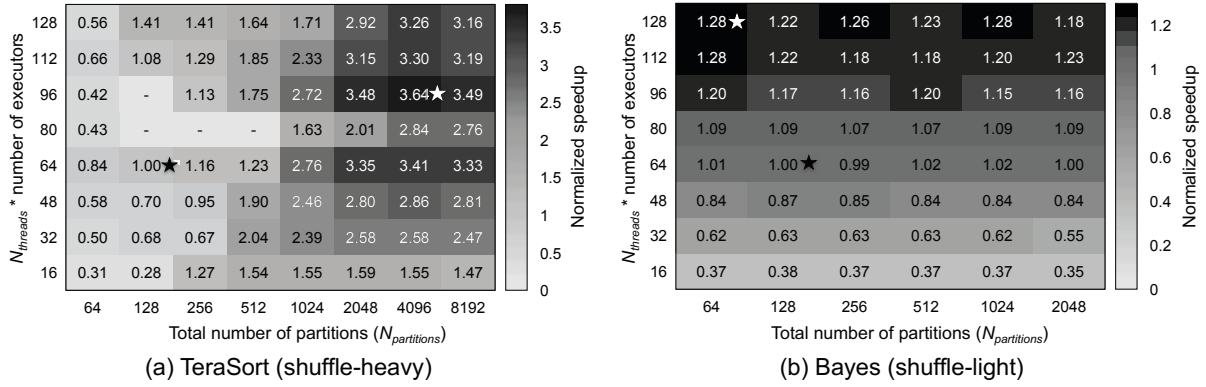 128 0.56 1.41 1.41 1.64 1.71 2.92 3.26 3.16
112 0.66 1.08 1.29 1.85 2.33 3.15 3.30 3.19
96 0.42 - 1.13 1.75 2.72 3.48 3.64 3.49
80 0.43 - - - 1.63 2.01 2.84 2.76
64 0.84 1.00 1.16 1.23 2.76 3.35 3.41 3.33
48 0.58 0.70 0.95 1.90 2.46 2.80 2.86 2.81
32 0.50 0.68 0.67 2.04 2.39 2.58 2.58 2.47
16 0.31 0.28 1.27 1.54 1.55 1.59 1.55 1.47
64 128 256 512 1024 2048 4096 8192
N_threads * number of executors
Total number of partitions (N_partitions)
3.5
3
2.5
2
1.5
1
0.5
0
Normalized speedup
(a) TeraSort (shuffle-heavy)
128 1.28 1.22 1.26 1.23 1.28 1.18
112 1.28 1.22 1.18 1.18 1.20 1.23
96 1.20 1.17 1.16 1.20 1.15 1.16
80 1.09 1.09 1.07 1.07 1.09 1.09
64 1.01 1.00 0.99 1.02 1.02 1.00
48 0.84 0.87 0.85 0.84 0.84 0.84
32 0.62 0.63 0.63 0.63 0.62 0.55
16 0.37 0.38 0.37 0.37 0.37 0.35
64 128 256 512 1024 2048
N_threads * number of executors
Total number of partitions (N_partitions)
1.2
1
0.8
0.6
0.4
0.2
0
Normalized speedup
(b) Bayes (shuffle-light)